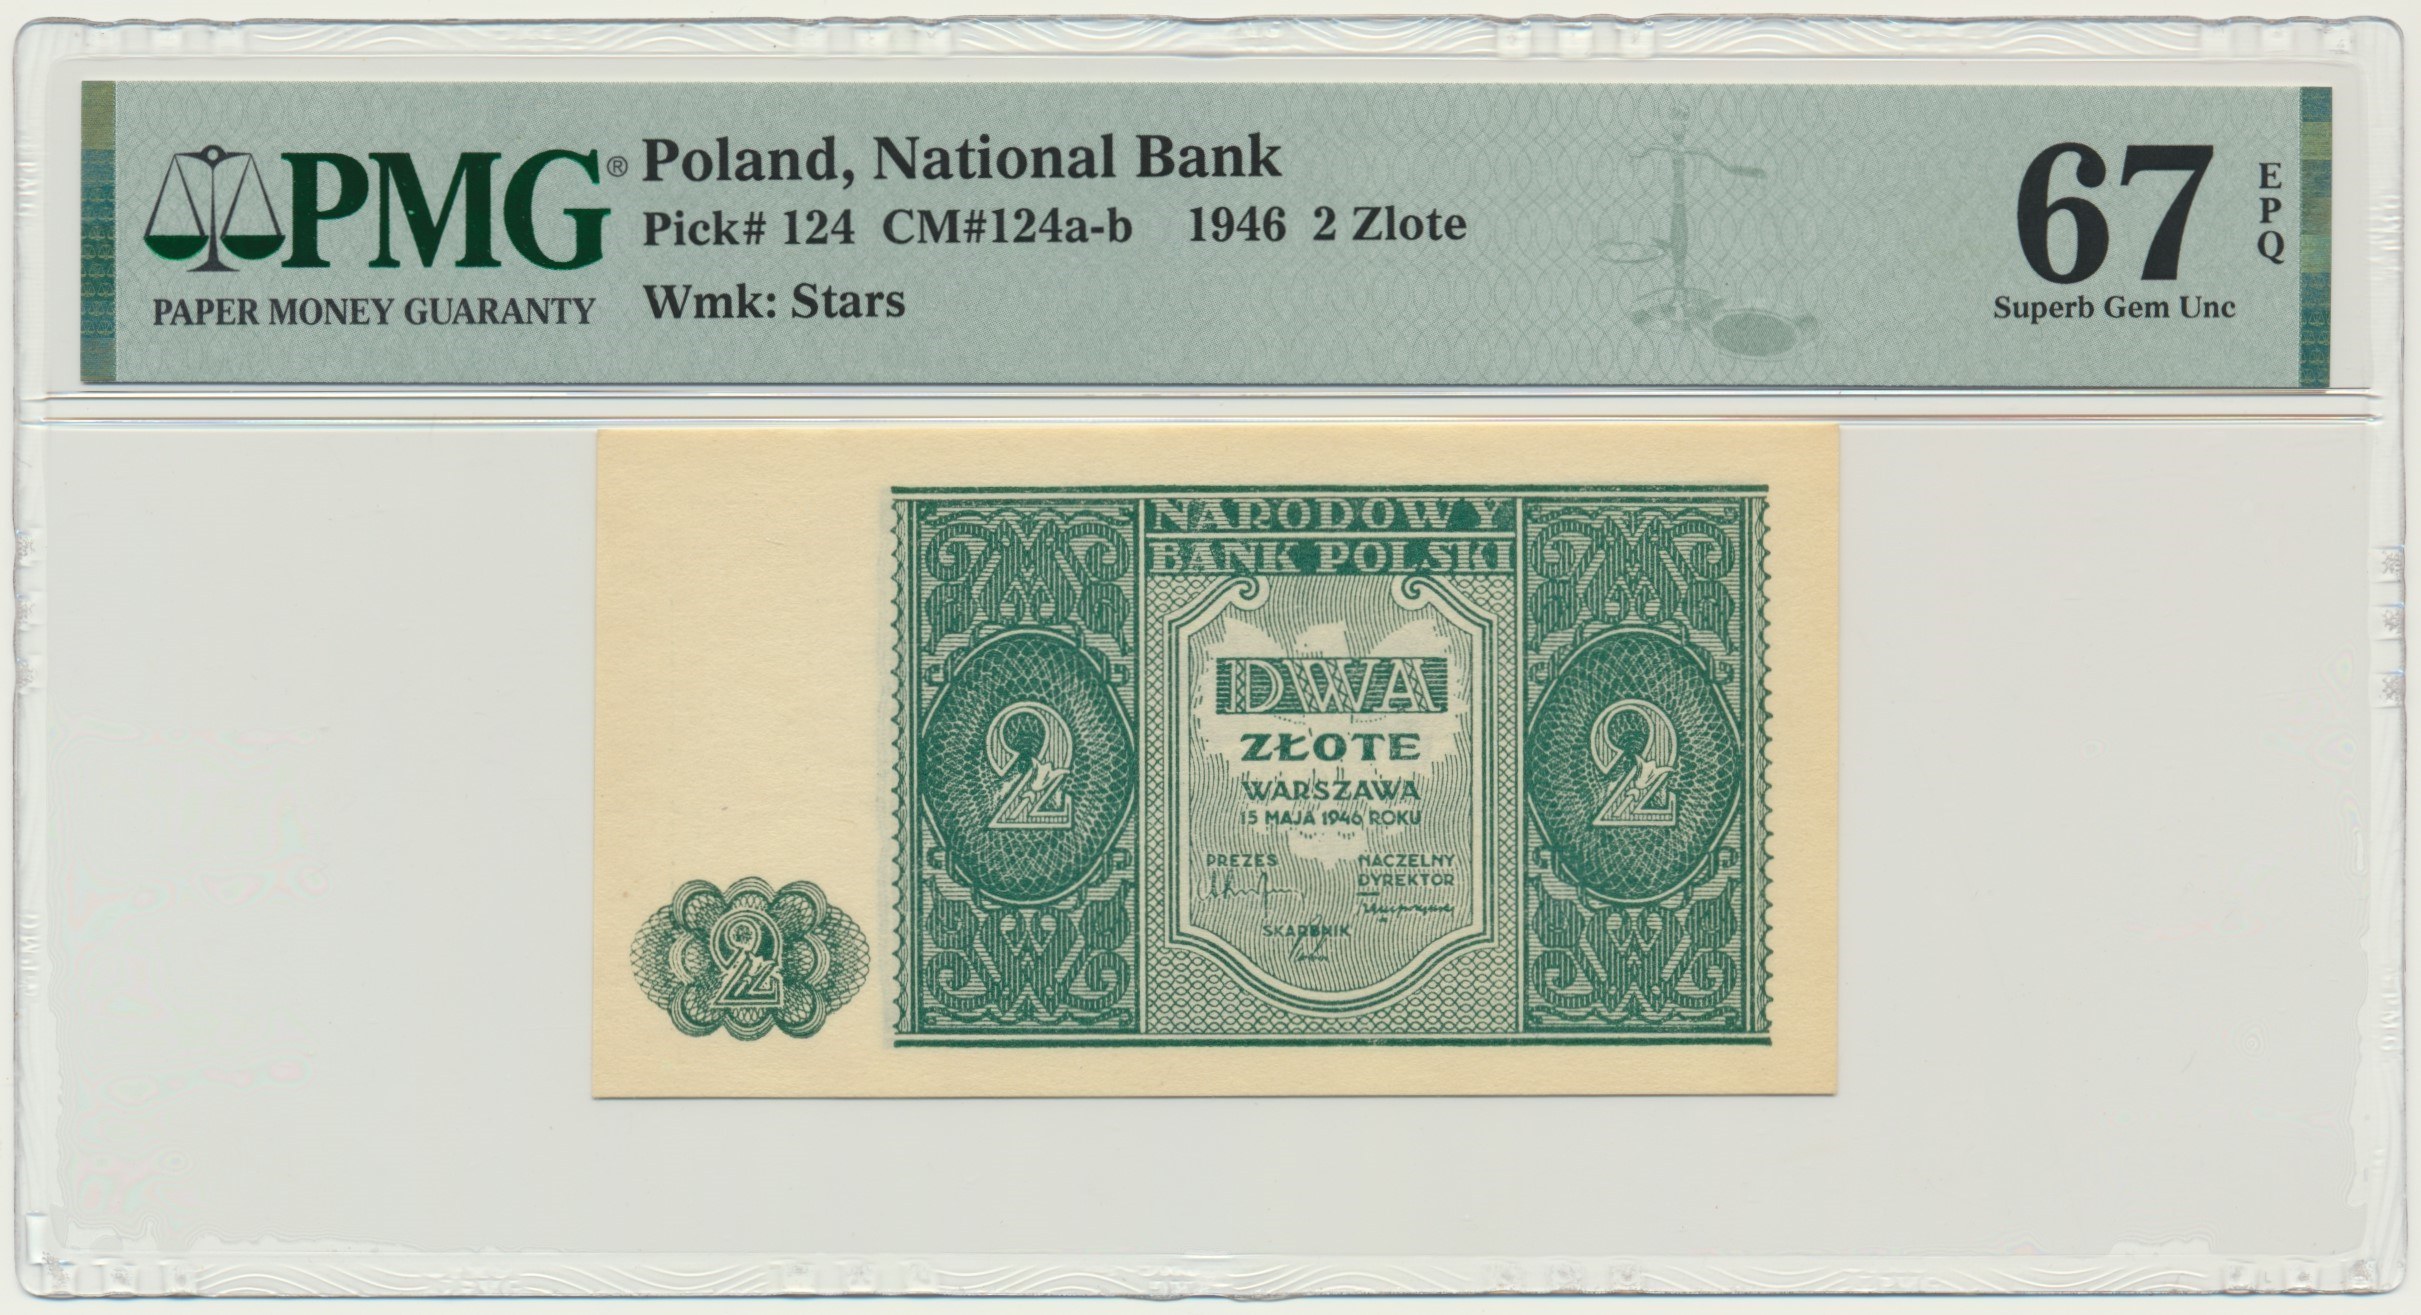 PMG®
PAPER MONEY GUARANTY
Poland, National Bank
Pick# 124 CM#124a-b 1946 2 Zlote
Wmk: Stars
67
EPQ
Superb Gem Unc
NARODOWY
BANK POLSKI
DWA
ZŁOTE
WARSZAWA
15 MAJA 1946 ROKU
PREZES
NACZELNY
DYREKTOR
SKARBNIK
2
2
2